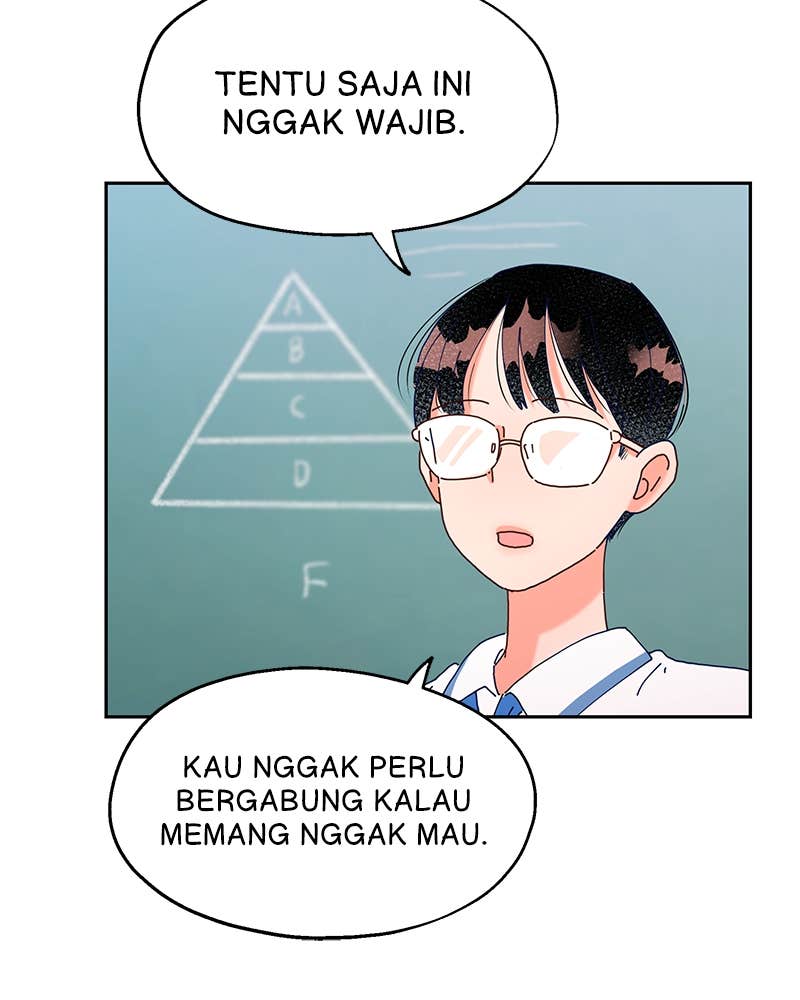 TENTU SAJA INI
NGGAK WAJIB.
A
B
C
D
F
KAU NGGAK PERLU
BERGABUNG KALAU
MEMANG NGGAK MAU.